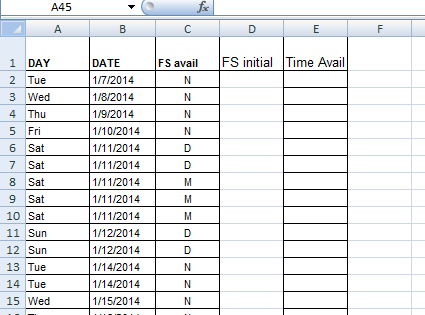 A45 fx
A B C D E F
1 DAY DATE FS avail FS initial Time Avail
2 Tue 1/7/2014 N
3 Wed 1/8/2014 N
4 Thu 1/9/2014 N
5 Fri 1/10/2014 N
6 Sat 1/11/2014 D
7 Sat 1/11/2014 D
8 Sat 1/11/2014 M
9 Sat 1/11/2014 M
10 Sat 1/11/2014 M
11 Sun 1/12/2014 D
12 Sun 1/12/2014 D
13 Tue 1/14/2014 N
14 Tue 1/14/2014 N
15 Wed 1/15/2014 N